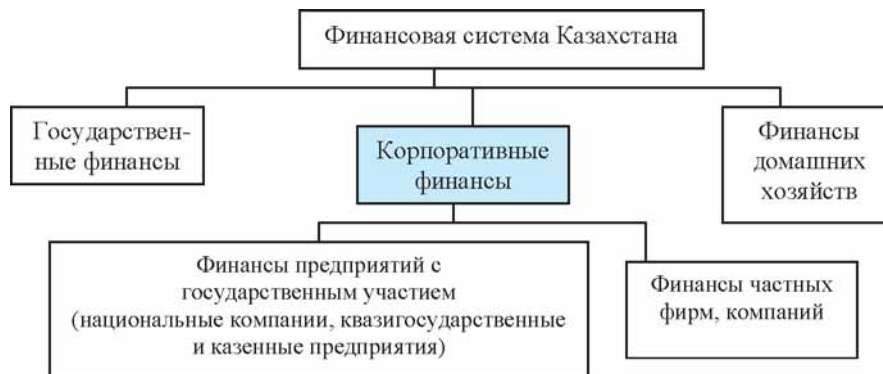 Финансовая система Казахстана
Государствен-
ные финансы
Корпоративные
финансы
Финансы
домашних
хозяйств
Финансы предприятий с
государственным участием
(национальные компании, квазигосударственные
и казенные предприятия)
Финансы частных
фирм, компаний